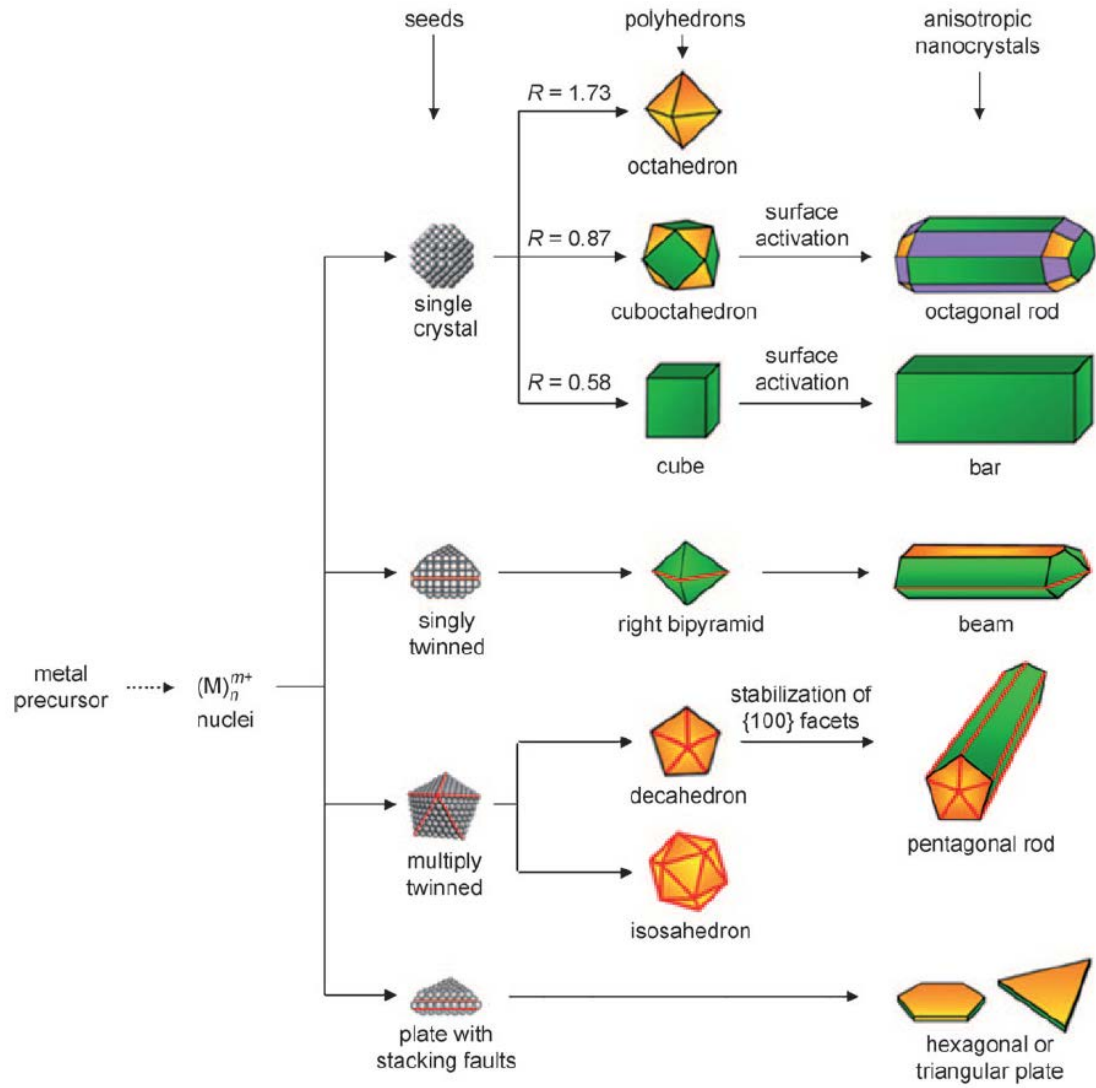 seeds
polyhedrons
anisotropic
nanocrystals
R = 1.73
octahedron
R = 0.87
surface
activation
single
crystal
cuboctahedron
octagonal rod
R = 0.58
surface
activation
cube
bar
singly
twinned
right bipyramid
beam
metal
precursor
(M)ₙᵐ⁺
nuclei
stabilization of
{100} facets
decahedron
multiply
twinned
pentagonal rod
isosahedron
plate with
stacking faults
hexagonal or
triangular plate